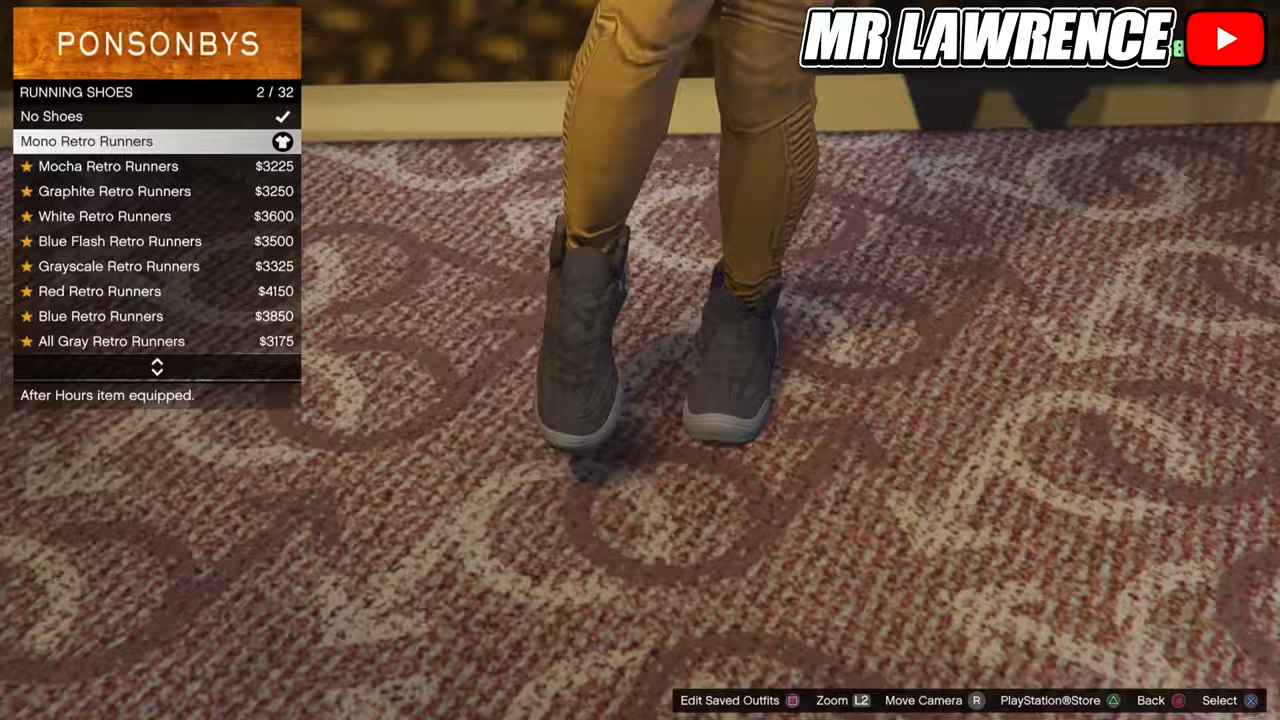 PONSONBYS
MR LAWRENCE
RUNNING SHOES 2 / 32
No Shoes
Mono Retro Runners
Mocha Retro Runners $3225
Graphite Retro Runners $3250
White Retro Runners $3600
Blue Flash Retro Runners $3500
Grayscale Retro Runners $3325
Red Retro Runners $4150
Blue Retro Runners $3850
All Gray Retro Runners $3175
After Hours item equipped.
Edit Saved Outfits Zoom L2 Move Camera R PlayStation®Store Back Select